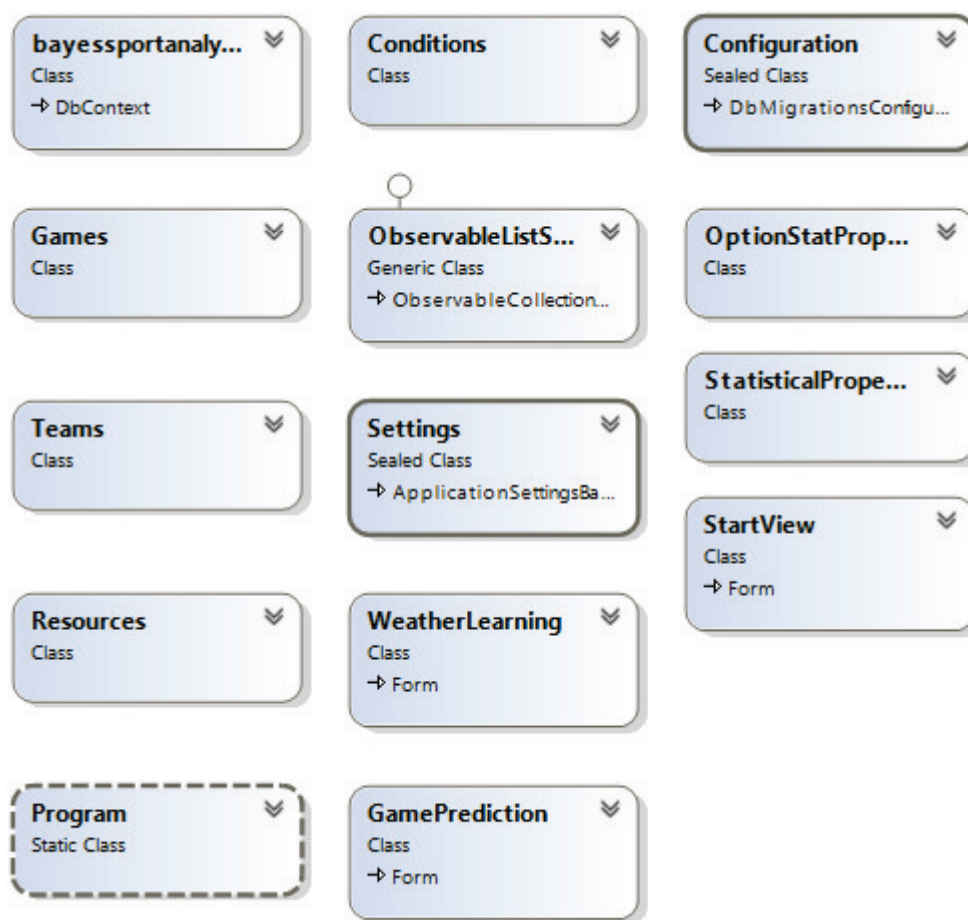 bayessportanaly...
Class
DbContext
Conditions
Class
Configuration
Sealed Class
DbMigrationsConfigu...
Games
Class
ObservableListS...
Generic Class
ObservableCollection...
OptionStatProp...
Class
StatisticalPrope...
Class
Teams
Class
Settings
Sealed Class
ApplicationSettingsBa...
StartView
Class
Form
Resources
Class
WeatherLearning
Class
Form
Program
Static Class
GamePrediction
Class
Form